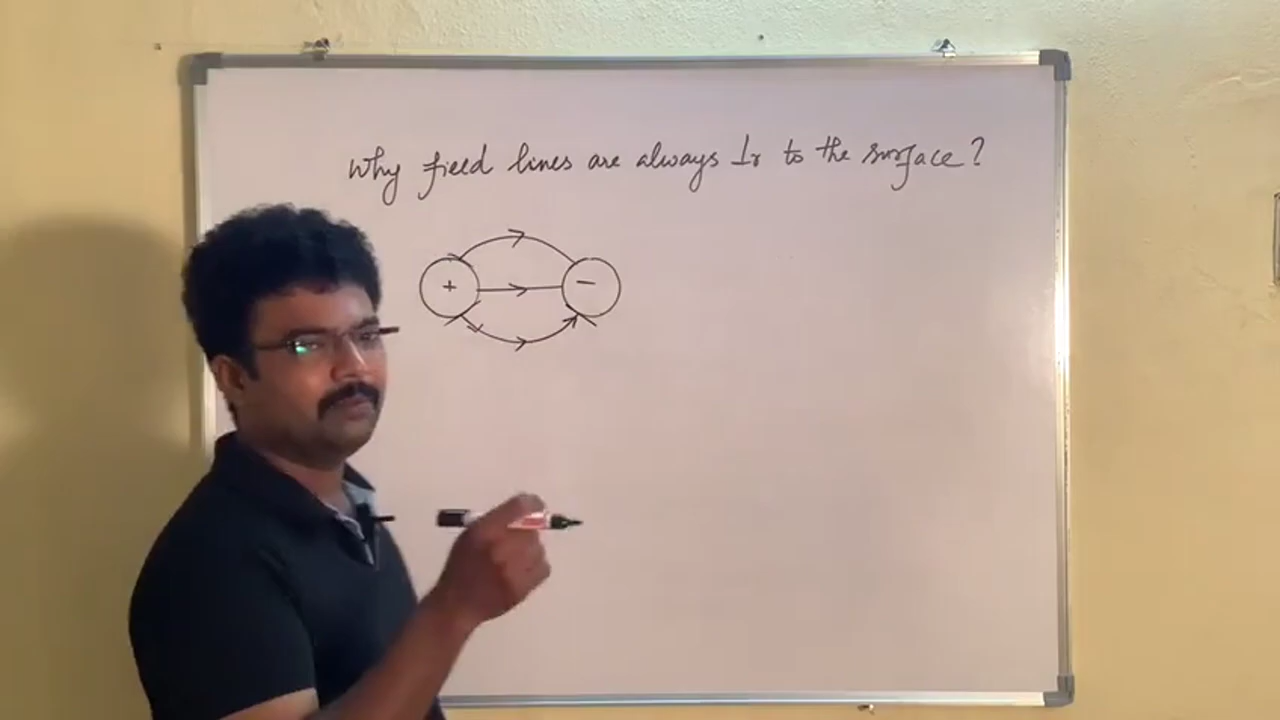 Why field lines are always ⊥r to the surface?
+ −